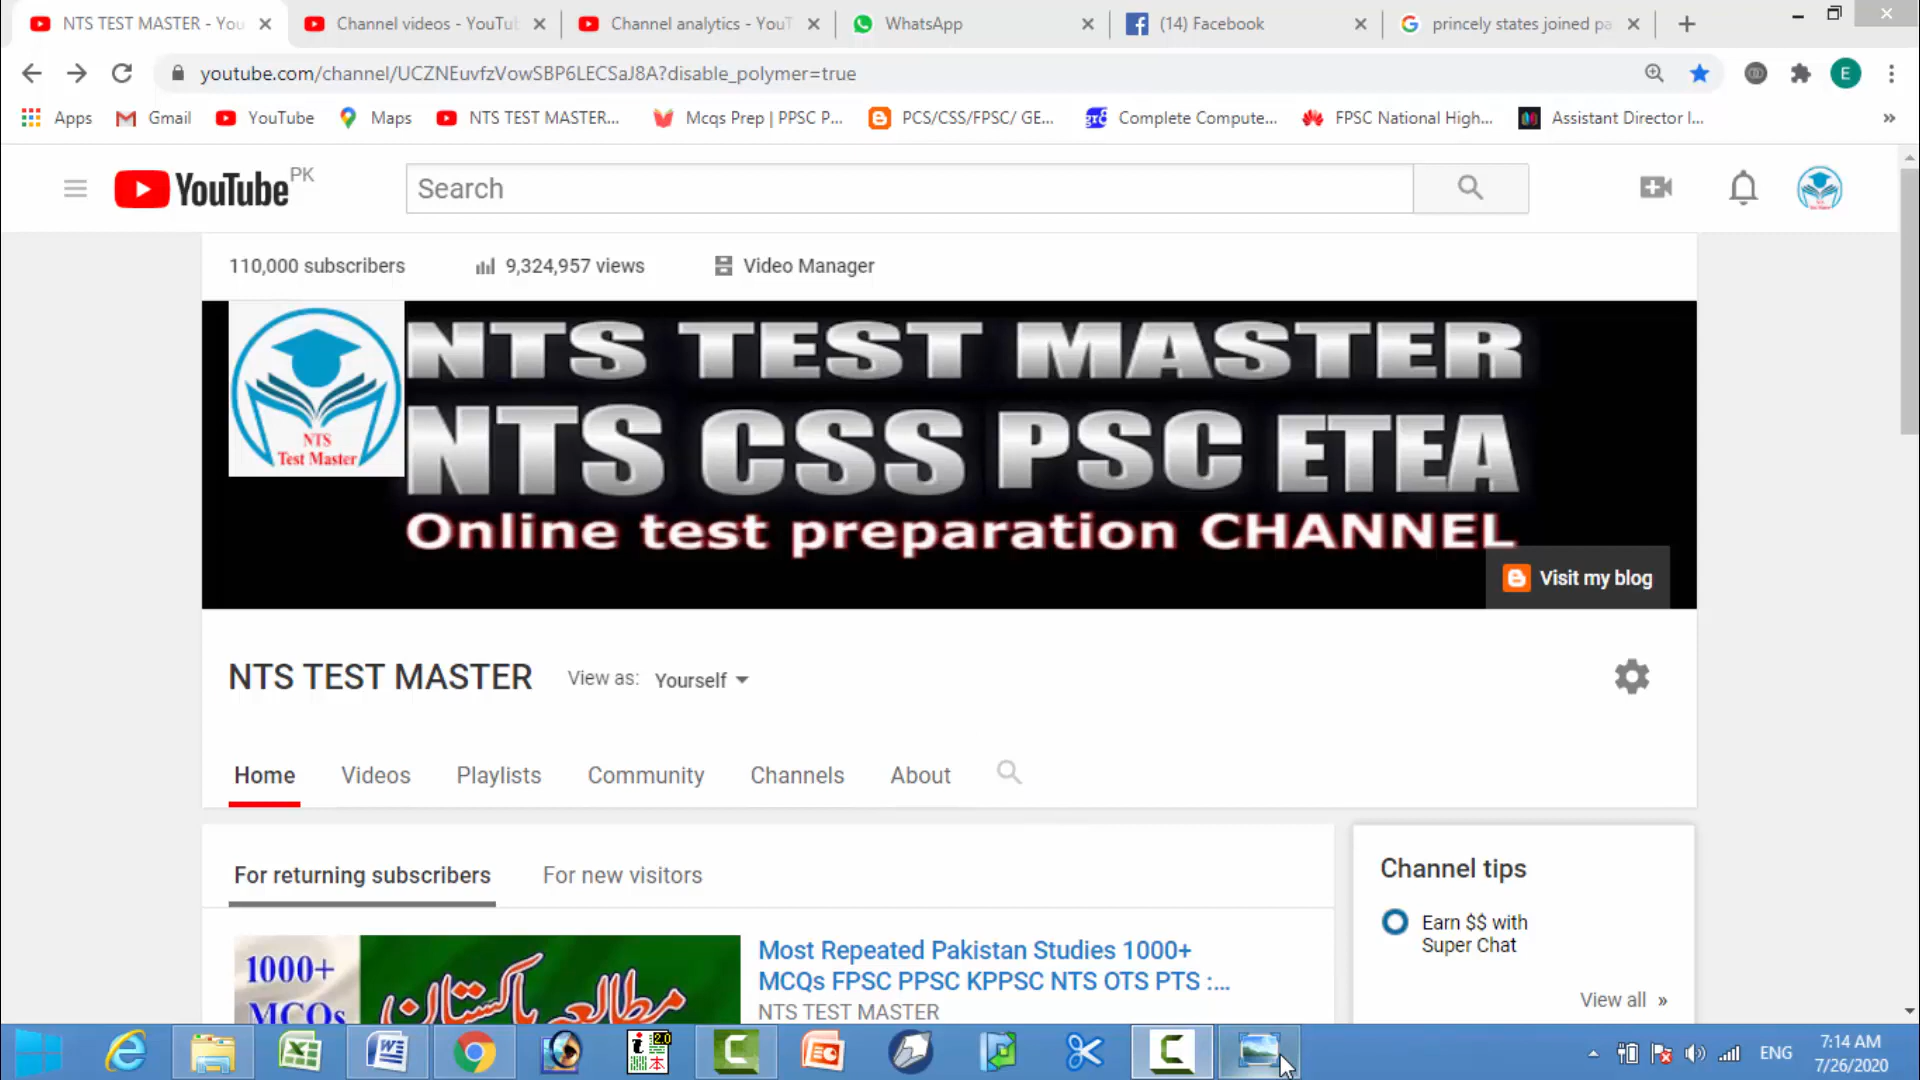 NTS TEST MASTER - You
Channel videos - YouTu
Channel analytics - YouT
WhatsApp
(14) Facebook
princely states joined pa
youtube.com/channel/UCZNEuvfzVowSBP6LECSaJ8A?disable_polymer=true
E
Apps
Gmail
YouTube
Maps
NTS TEST MASTER...
Mcqs Prep | PPSC P...
PCS/CSS/FPSC/ GE...
Complete Compute...
FPSC National High...
Assistant Director I...
»
YouTube PK
Search
110,000 subscribers
9,324,957 views
Video Manager
NTS
Test Master
NTS TEST MASTER
NTS CSS PSC ETEA
Online test preparation CHANNEL
Visit my blog
NTS TEST MASTER
View as: Yourself
Home
Videos
Playlists
Community
Channels
About
For returning subscribers
For new visitors
Channel tips
Earn $$ with
Super Chat
View all »
1000+
MCQs
مطالعہ پاکستان
Most Repeated Pakistan Studies 1000+
MCQs FPSC PPSC KPPSC NTS OTS PTS :...
NTS TEST MASTER
ENG
7:14 AM
7/26/2020